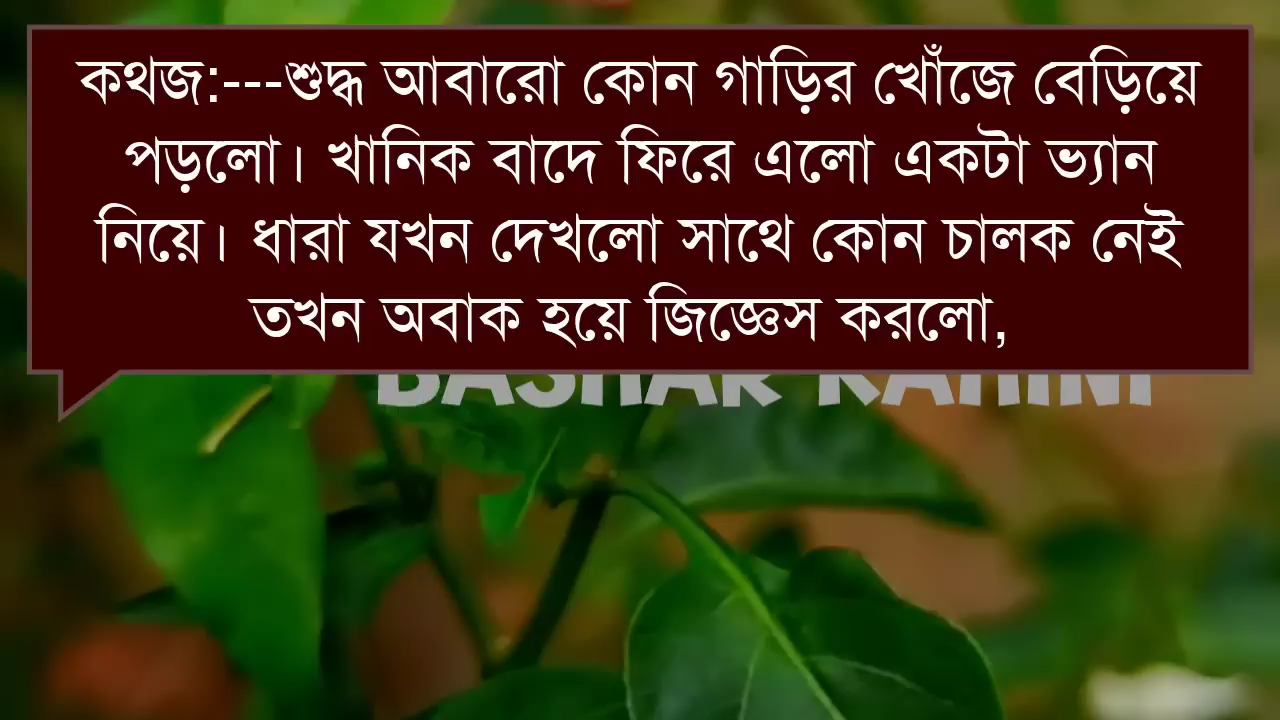 কথজ:---শুদ্ধ আবারো কোন গাড়ির খোঁজে বেড়িয়ে
পড়লো। খানিক বাদে ফিরে এলো একটা ভ্যান
নিয়ে। ধারা যখন দেখলো সাথে কোন চালক নেই
তখন অবাক হয়ে জিজ্ঞেস করলো,
BASHAR KAHINI